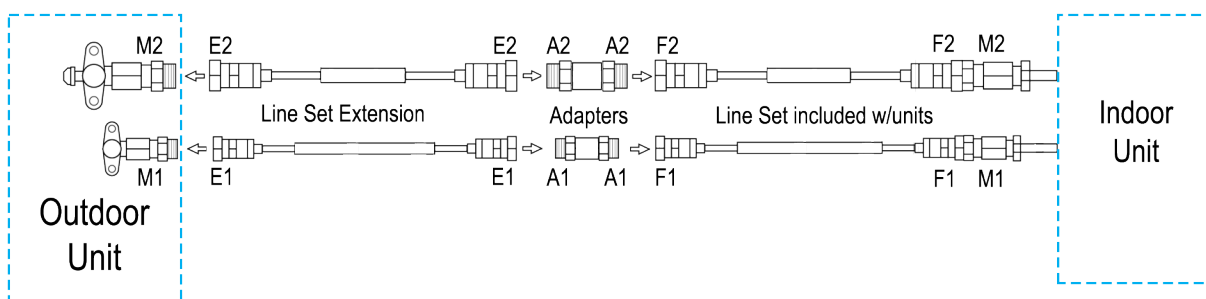 M2 E2 E2 A2 A2 F2 F2 M2
Line Set Extension Adapters Line Set included w/units
M1 E1 E1 A1 A1 F1 F1 M1
Outdoor
Unit
Indoor
Unit